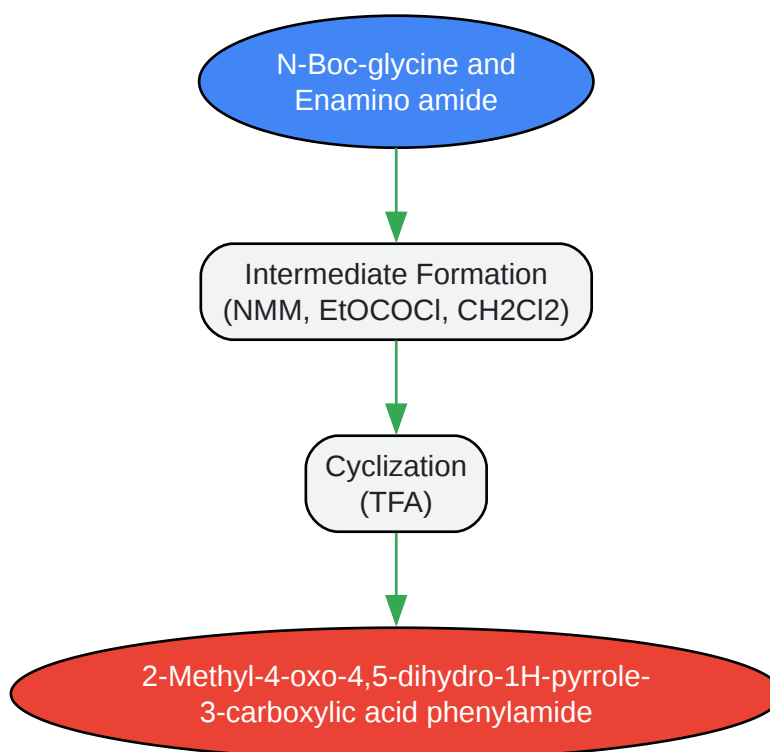 N-Boc-glycine and
Enamino amide
Intermediate Formation
(NMM, EtOCOCl, CH2Cl2)
Cyclization
(TFA)
2-Methyl-4-oxo-4,5-dihydro-1H-pyrrole-
3-carboxylic acid phenylamide